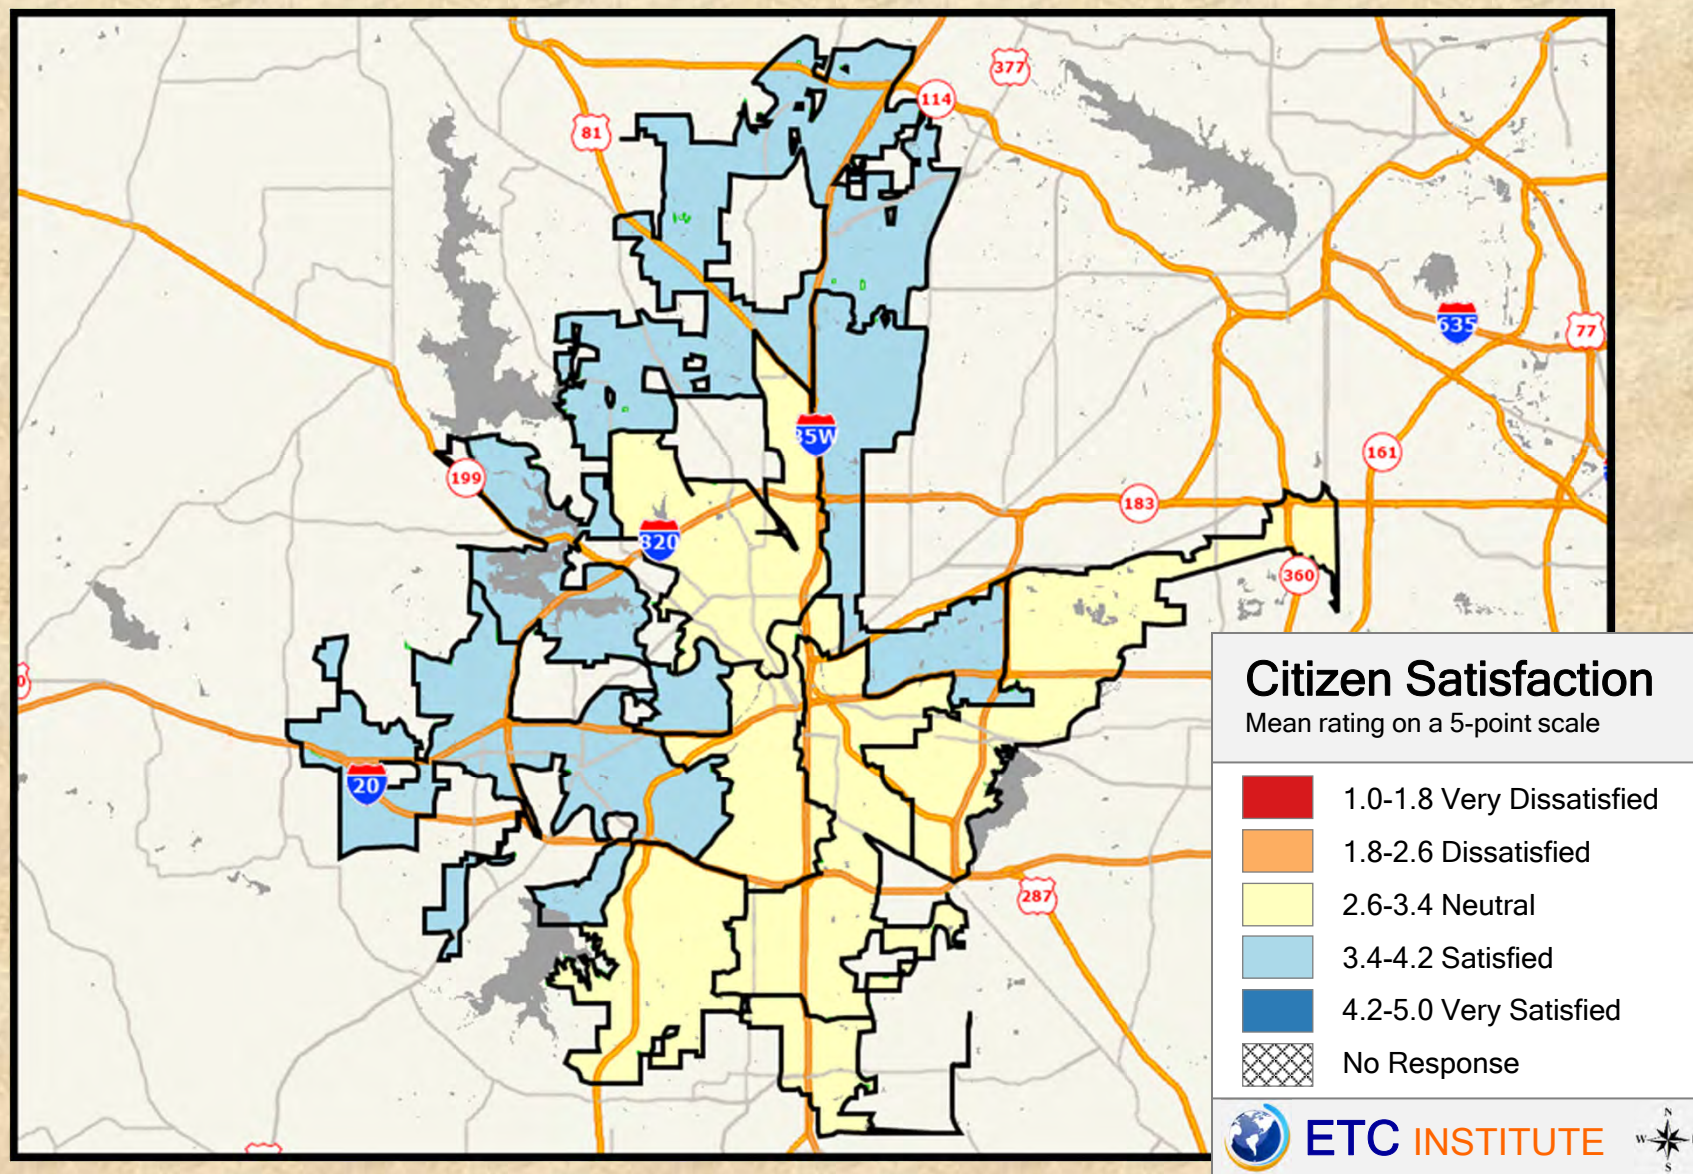 377
114
81
635
77
35W
161
199
183
820
360
Citizen Satisfaction
Mean rating on a 5-point scale
20
1.0-1.8 Very Dissatisfied
1.8-2.6 Dissatisfied
287
2.6-3.4 Neutral
3.4-4.2 Satisfied
4.2-5.0 Very Satisfied
No Response
N
ETC INSTITUTE
W
S